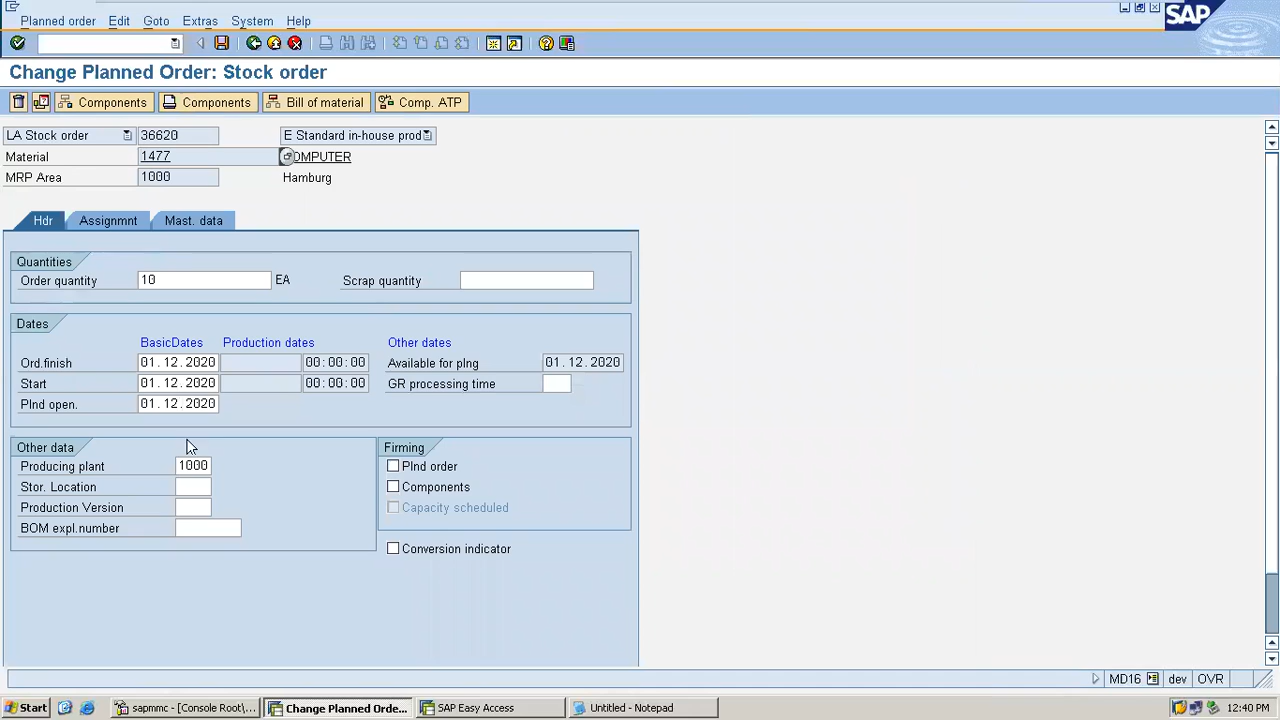 Planned order Edit Goto Extras System Help
SAP
Change Planned Order: Stock order
Components Components Bill of material Comp. ATP
LA Stock order 36620 E Standard in-house prod
Material 1477 OMPUTER
MRP Area 1000 Hamburg
Hdr Assignmnt Mast. data
Quantities
Order quantity 10 EA Scrap quantity
Dates
BasicDates Production dates Other dates
Ord.finish 01.12.2020 00:00:00 Available for plng 01.12.2020
Start 01.12.2020 00:00:00 GR processing time
Plnd open. 01.12.2020
Other data Firming
Producing plant 1000 Plnd order
Stor. Location Components
Production Version Capacity scheduled
BOM expl.number
Conversion indicator
MD16 dev OVR
Start sapmmc - [Console Root\... Change Planned Orde... SAP Easy Access Untitled - Notepad 12:40 PM